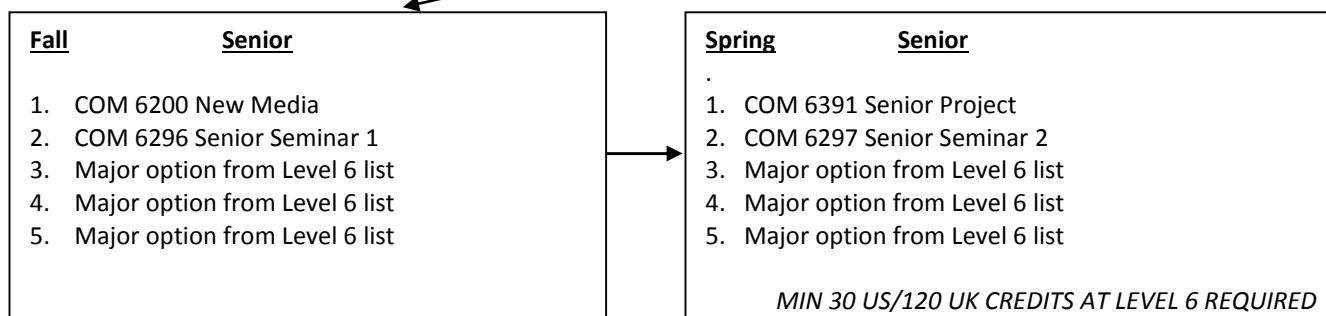 Fall Senior
1. COM 6200 New Media
2. COM 6296 Senior Seminar 1
3. Major option from Level 6 list
4. Major option from Level 6 list
5. Major option from Level 6 list
Spring Senior
.
1. COM 6391 Senior Project
2. COM 6297 Senior Seminar 2
3. Major option from Level 6 list
4. Major option from Level 6 list
5. Major option from Level 6 list
MIN 30 US/120 UK CREDITS AT LEVEL 6 REQUIRED